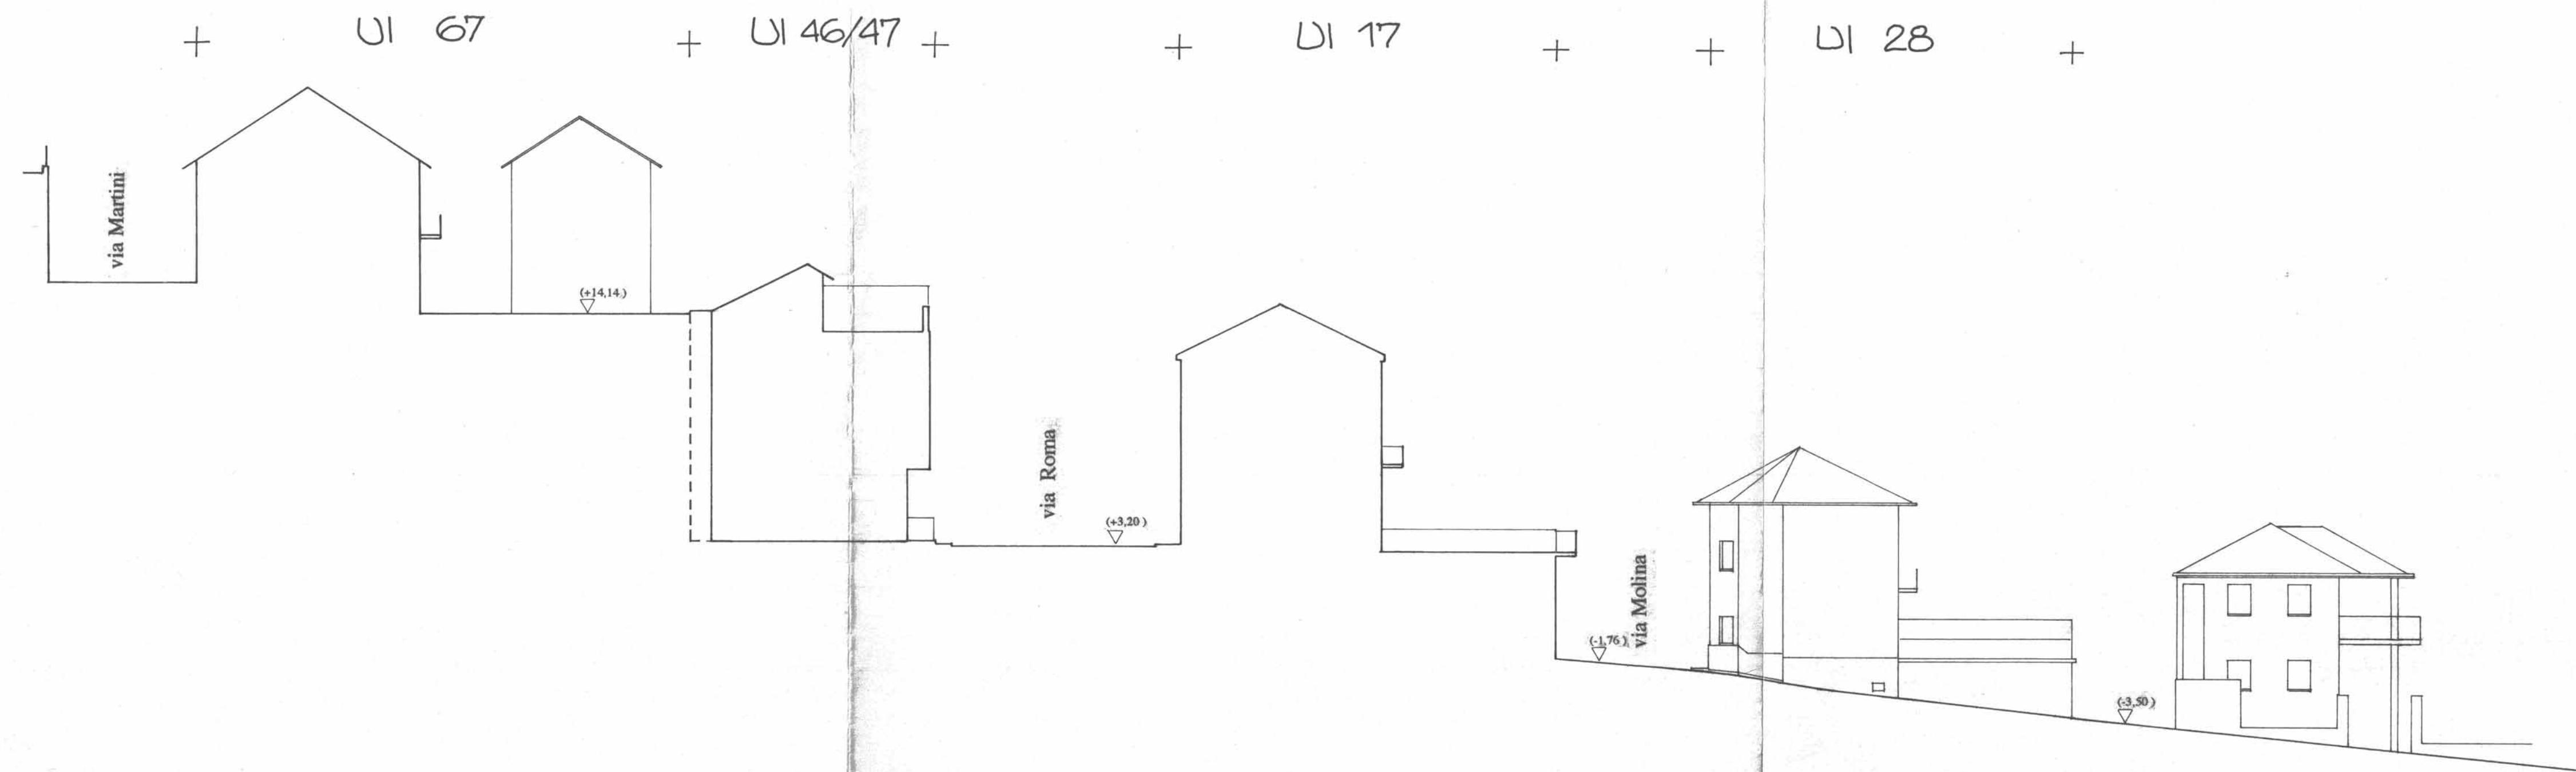 UI 67
UI 46/47
UI 17
UI 28
via Martini
(+14,14)
via Roma
(+3,20)
via Molina
(-1,76)
(-3,50)